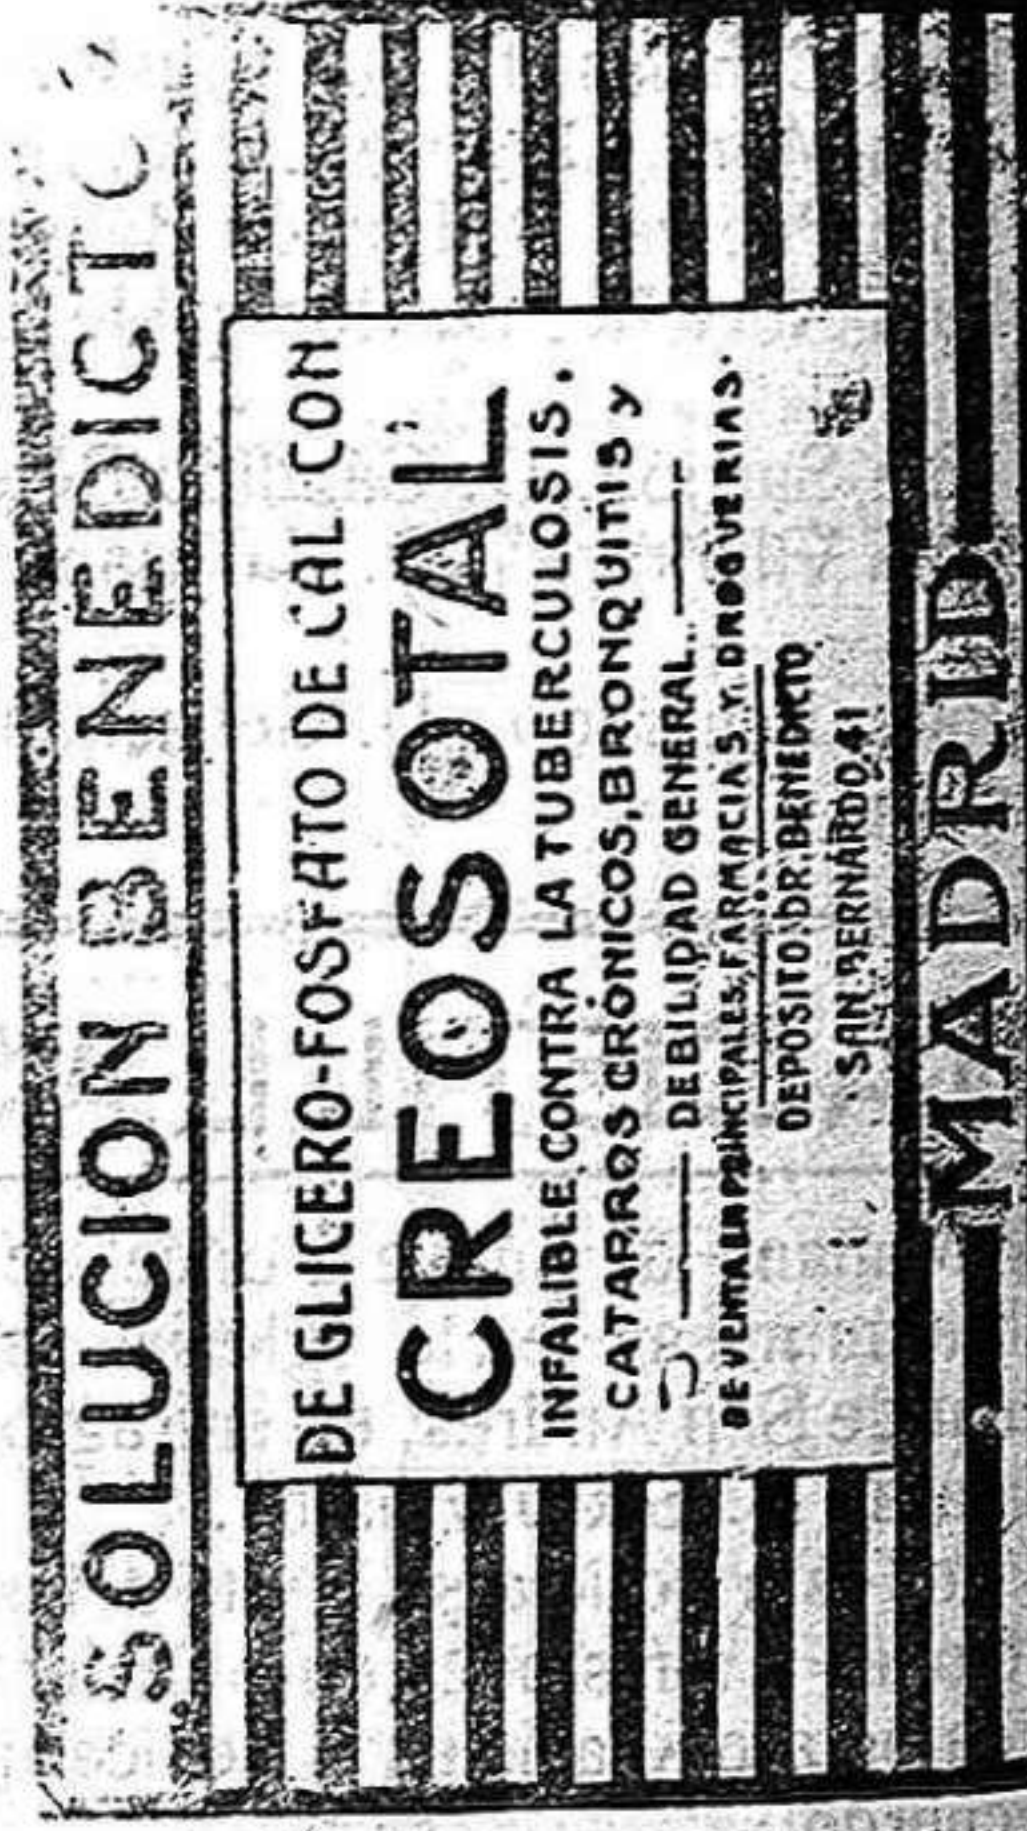 SOLUCION BENEDICTO
DE GLICERO-FOSFATO DE CAL CON
CREOSOTAL
INFALIBLE CONTRA LA TUBERCULOSIS.
CATARROS CRÓNICOS, BRONQUITIS y
DEBILIDAD GENERAL.
DE VENTA EN PRINCIPALES FARMACIAS Y DROGUERIAS.
DEPOSITO: DR. BENEDICTO,
SAN BERNARDO, 41
MADRID